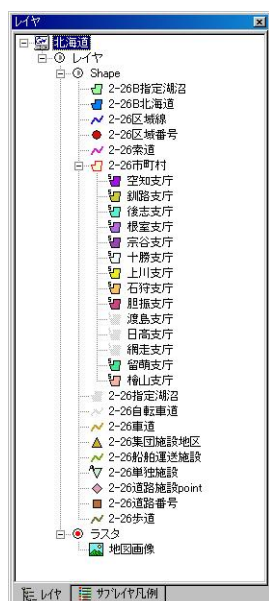 レイヤ
北海道
レイヤ
Shape
2-26B指定湖沼
2-26B北海道
2-26区域線
2-26区域番号
2-26索道
2-26市町村
空知支庁
釧路支庁
後志支庁
根室支庁
宗谷支庁
十勝支庁
上川支庁
石狩支庁
胆振支庁
渡島支庁
日高支庁
網走支庁
留萌支庁
檜山支庁
2-26指定湖沼
2-26自転車道
2-26車道
2-26集団施設地区
2-26船舶運送施設
2-26単独施設
2-26道路施設point
2-26道路番号
2-26歩道
ラスタ
地図画像
レイヤ
サブレイヤ凡例